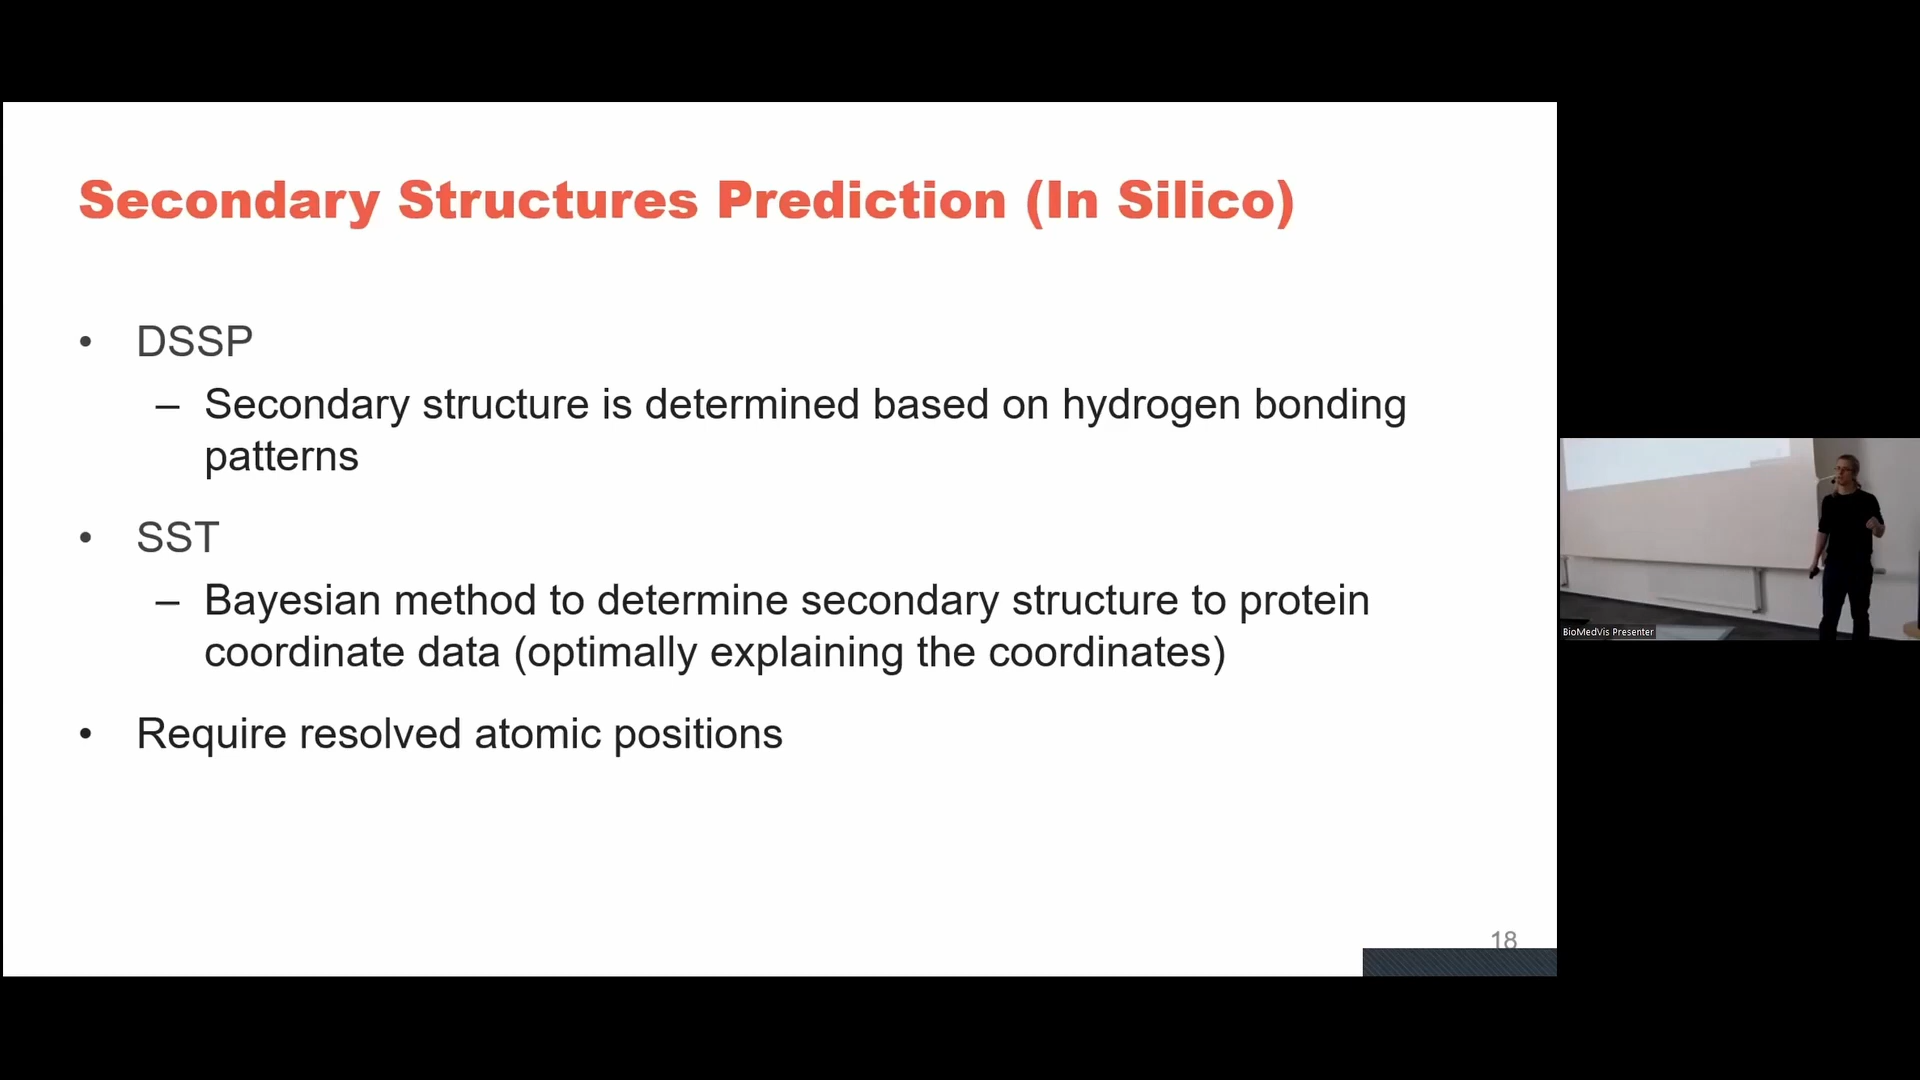 Secondary Structures Prediction (In Silico)
• DSSP
– Secondary structure is determined based on hydrogen bonding
patterns
• SST
– Bayesian method to determine secondary structure to protein
coordinate data (optimally explaining the coordinates)
• Require resolved atomic positions
18
BioMedVis Presenter